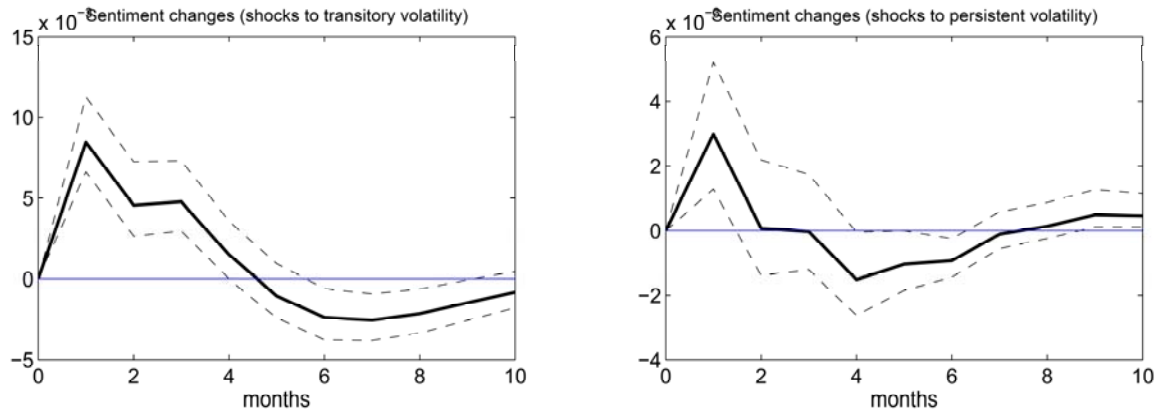 x 10⁻³ Sentiment changes (shocks to transitory volatility)
15
10
5
0
−5
0 2 4 6 8 10
months
Sentiment changes (shocks to persistent volatility)
x 10
6
4
2
0
−2
−4
0 2 4 6 8 10
months